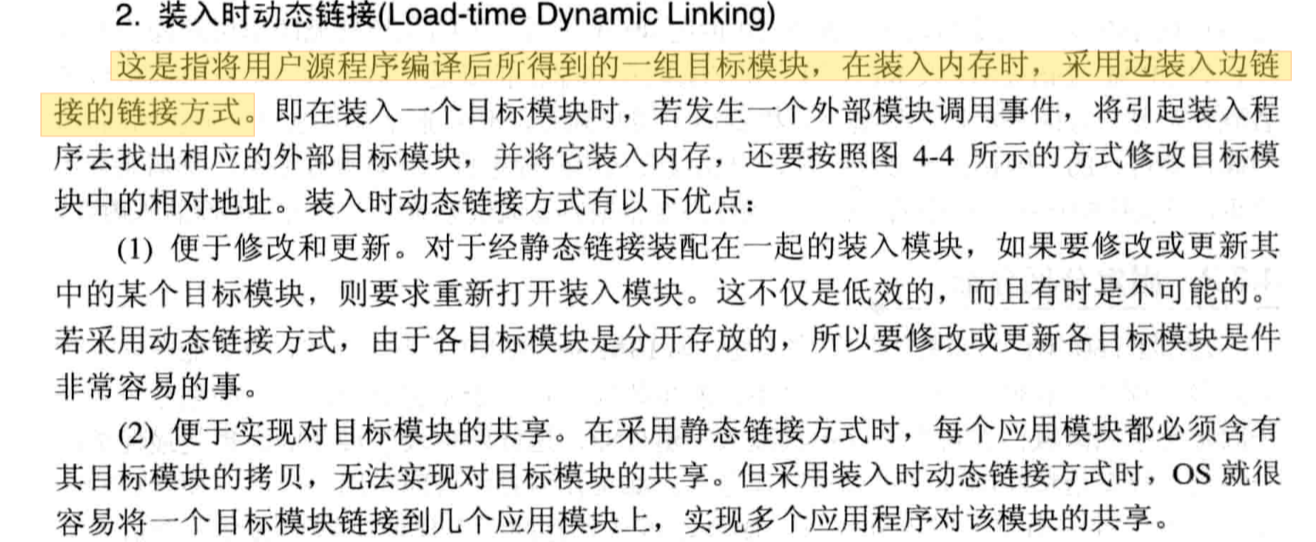 2. 装入时动态链接(Load-time Dynamic Linking)
这是指将用户源程序编译后所得到的一组目标模块，在装入内存时，采用边装入边链
接的链接方式。即在装入一个目标模块时，若发生一个外部模块调用事件，将引起装入程
序去找出相应的外部目标模块，并将它装入内存，还要按照图 4-4 所示的方式修改目标模
块中的相对地址。装入时动态链接方式有以下优点：
(1) 便于修改和更新。对于经静态链接装配在一起的装入模块，如果要修改或更新其
中的某个目标模块，则要求重新打开装入模块。这不仅是低效的，而且有时是不可能的。
若采用动态链接方式，由于各目标模块是分开存放的，所以要修改或更新各目标模块是件
非常容易的事。
(2) 便于实现对目标模块的共享。在采用静态链接方式时，每个应用模块都必须含有
其目标模块的拷贝，无法实现对目标模块的共享。但采用装入时动态链接方式时，OS 就很
容易将一个目标模块链接到几个应用模块上，实现多个应用程序对该模块的共享。